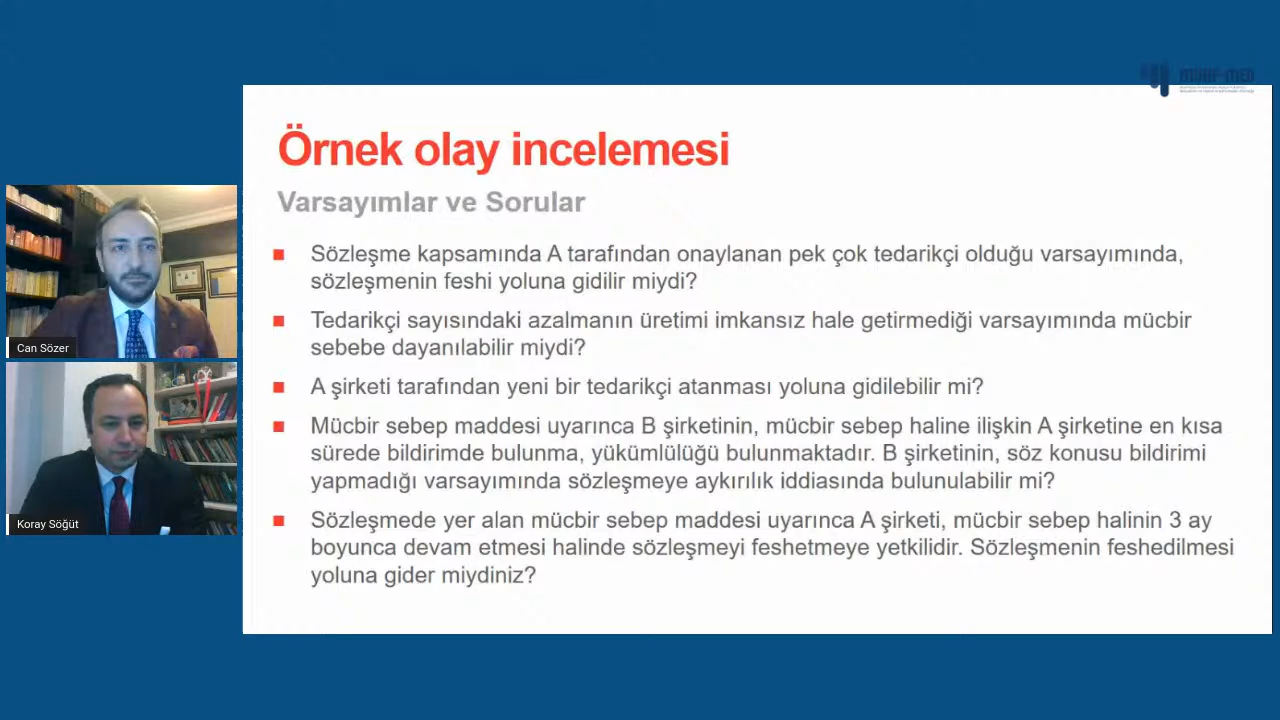 MÜHF-MED
Örnek olay incelemesi
Varsayımlar ve Sorular
Sözleşme kapsamında A tarafından onaylanan pek çok tedarikçi olduğu varsayımında,
sözleşmenin feshi yoluna gidilir miydi?
Tedarikçi sayısındaki azalmanın üretimi imkansız hale getirmediği varsayımında mücbir
sebebe dayanılabilir miydi?
A şirketi tarafından yeni bir tedarikçi atanması yoluna gidilebilir mi?
Mücbir sebep maddesi uyarınca B şirketinin, mücbir sebep haline ilişkin A şirketine en kısa
sürede bildirimde bulunma, yükümlülüğü bulunmaktadır. B şirketinin, söz konusu bildirimi
yapmadığı varsayımında sözleşmeye aykırılık iddiasında bulunulabilir mi?
Sözleşmede yer alan mücbir sebep maddesi uyarınca A şirketi, mücbir sebep halinin 3 ay
boyunca devam etmesi halinde sözleşmeyi feshetmeye yetkilidir. Sözleşmenin feshedilmesi
yoluna gider miydiniz?
Can Sözer
Koray Söğüt